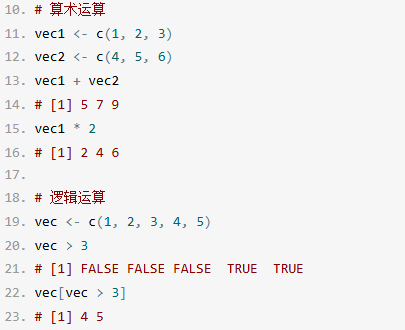 10. # 算术运算
11. vec1 <- c(1, 2, 3)
12. vec2 <- c(4, 5, 6)
13. vec1 + vec2
14. # [1] 5 7 9
15. vec1 * 2
16. # [1] 2 4 6
17.
18. # 逻辑运算
19. vec <- c(1, 2, 3, 4, 5)
20. vec > 3
21. # [1] FALSE FALSE FALSE  TRUE  TRUE
22. vec[vec > 3]
23. # [1] 4 5